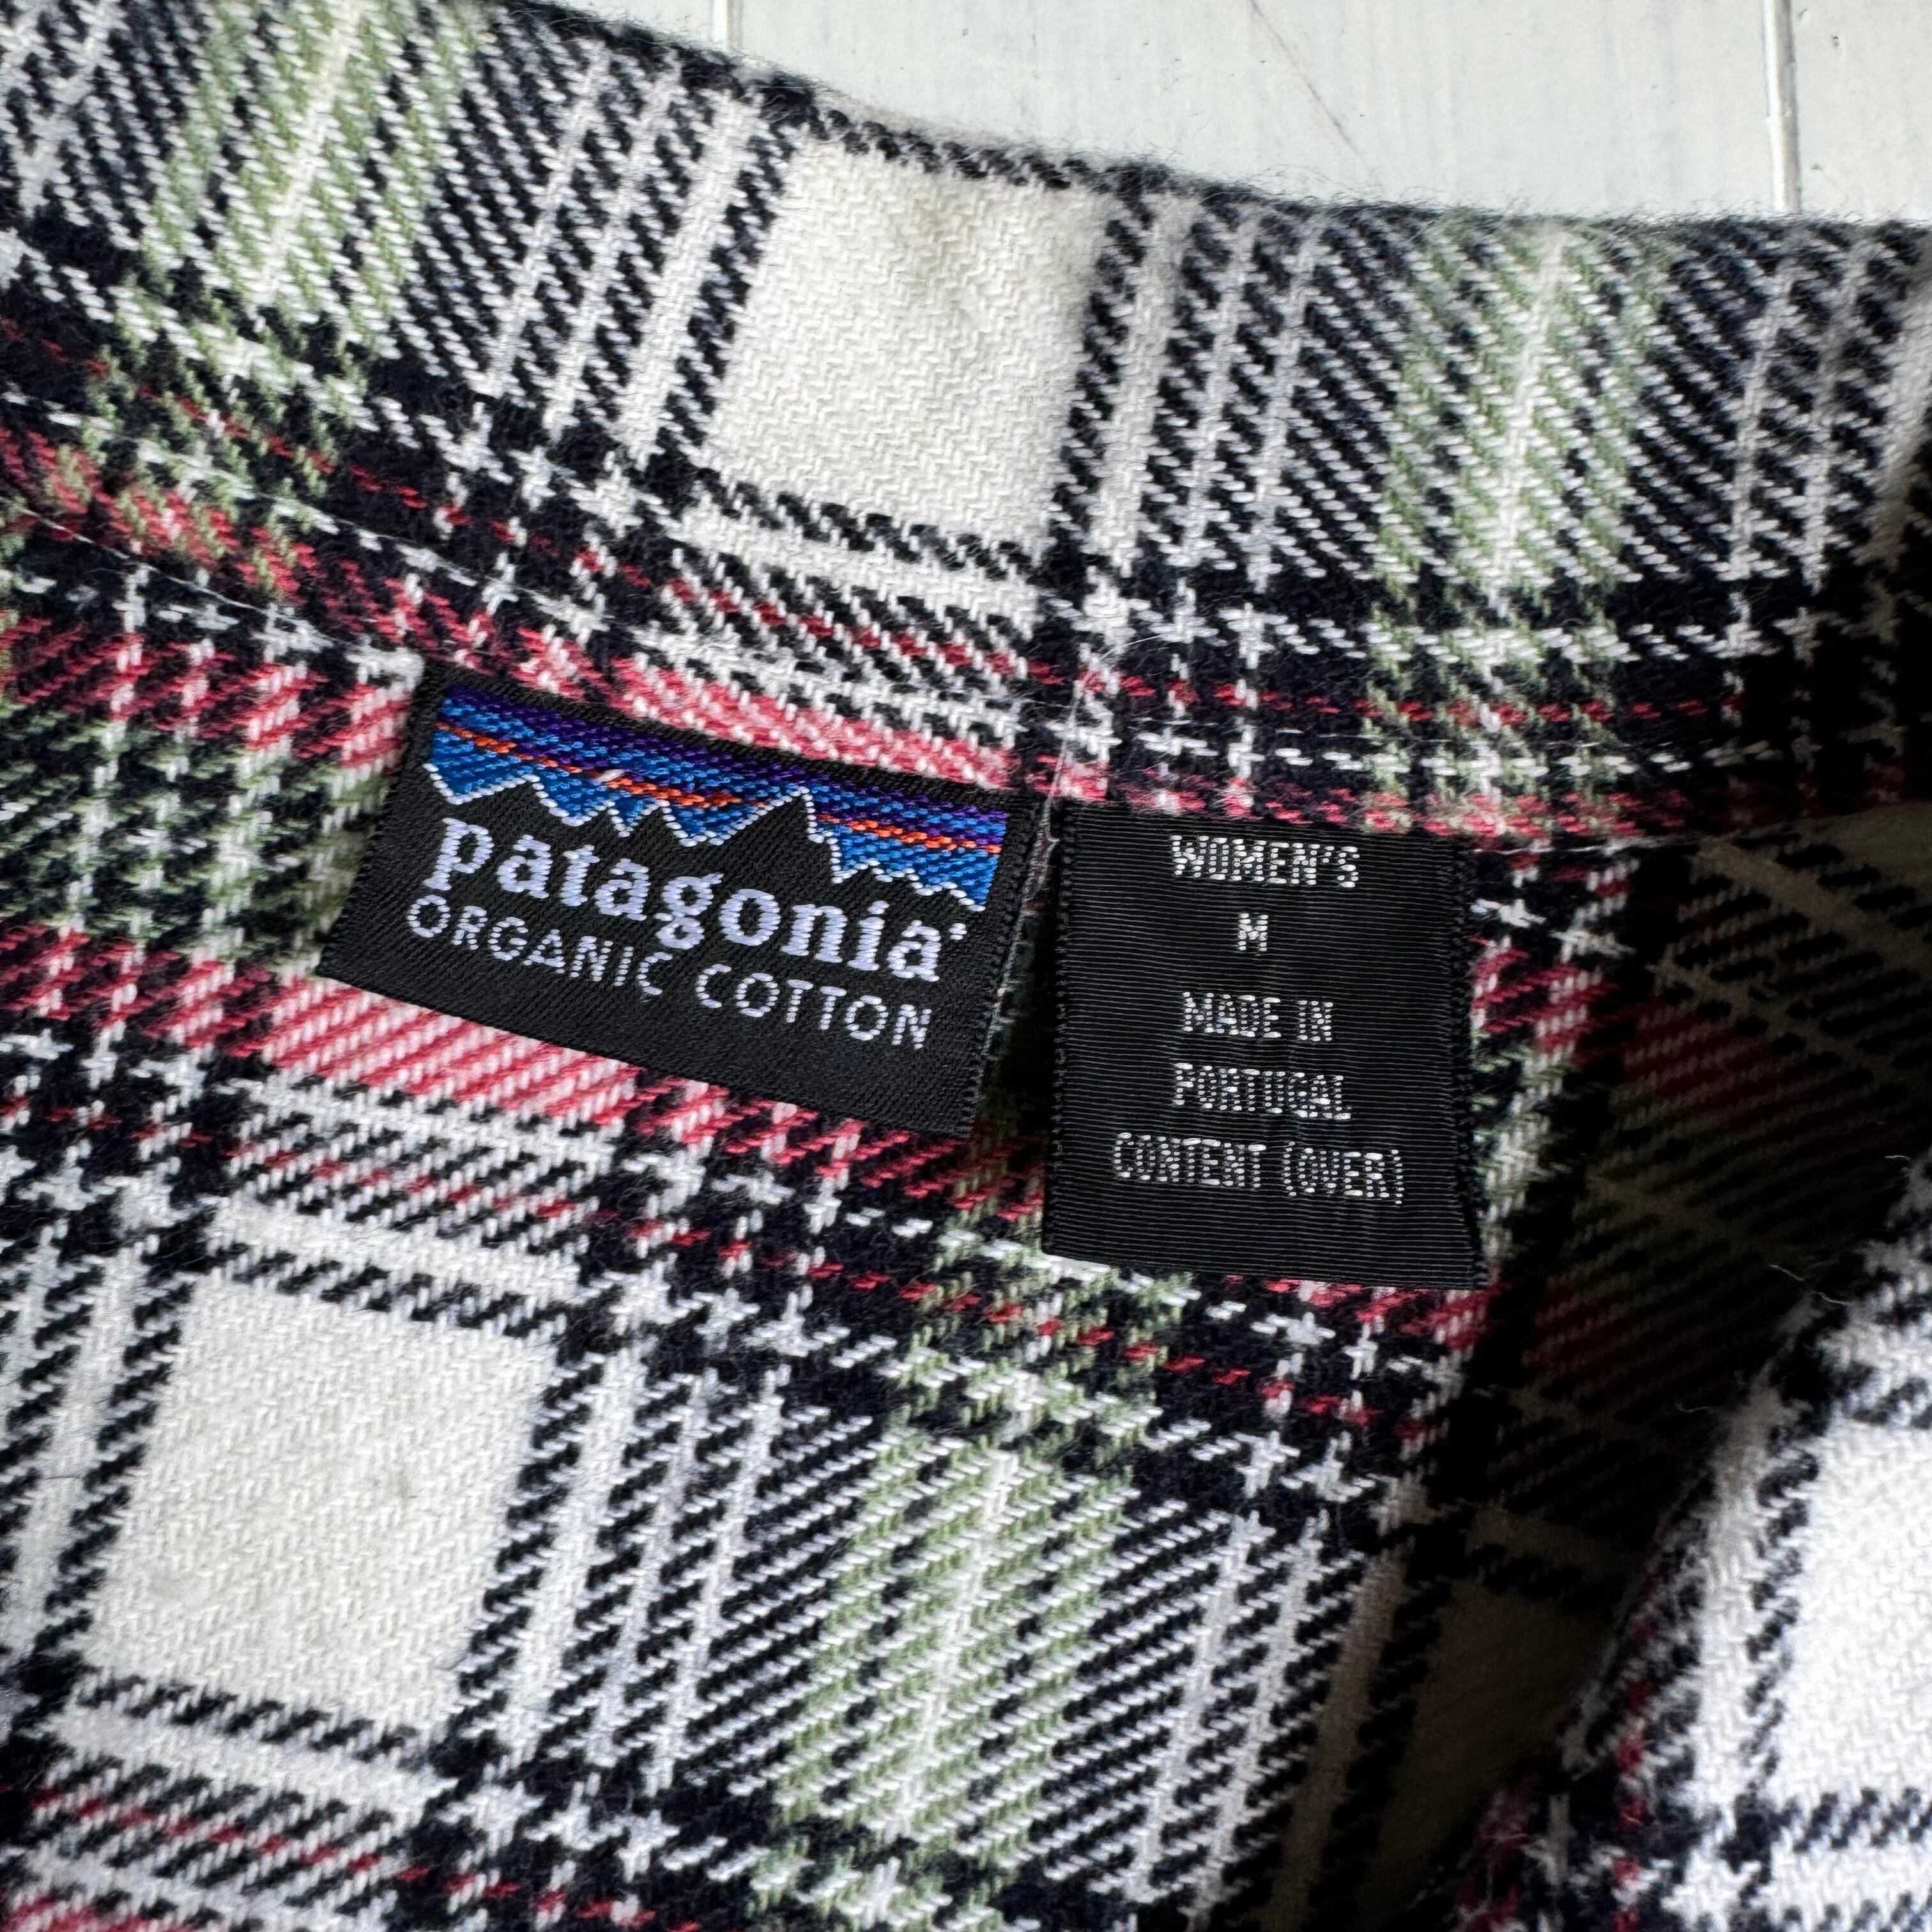 patagonia®
ORGANIC COTTON
WOMEN'S
M
MADE IN
PORTUGAL
CONTENT (OVER)